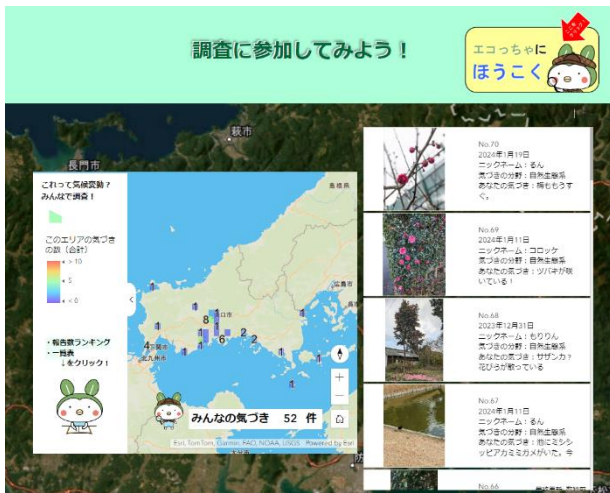 調査に参加してみよう！
ここを
クリック!
エコっちゃに
ほうこく
萩市
長門市
これって気候変動？
みんなで調査！
このエリアの気づき
の数（合計）
> 10
5
< 0
・報告数ランキング
・一覧表
↓をクリック！
島根県
広島市
山口市
下関市
北九州市
8
6
2
2
4
みんなの気づき 52 件
Esri, TomTom, Garmin, FAO, NOAA, USGS Powered by Esri
No.70
2024年1月19日
ニックネーム：るん
気づきの分野：自然生態系
あなたの気づき：梅ももうす
ぐ。
No.69
2024年1月11日
ニックネーム：コロッケ
気づきの分野：自然生態系
あなたの気づき：ツバキが咲
いている！
No.68
2023年12月31日
ニックネーム：もりりん
気づきの分野：自然生態系
あなたの気づき：サザンカ？
花びらが散っている
No.67
2024年1月11日
ニックネーム：るん
気づきの分野：自然生態系
あなたの気づき：池にミシシ
ッピアカミミガメがいた。今
No.66